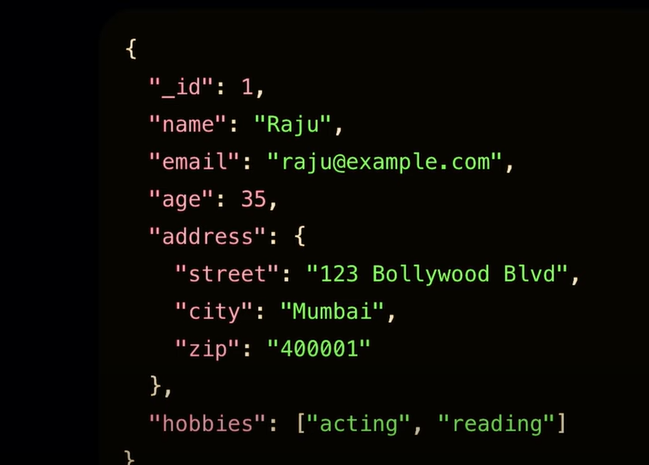 {
"_id": 1,
"name": "Raju",
"email": "raju@example.com",
"age": 35,
"address": {
"street": "123 Bollywood Blvd",
"city": "Mumbai",
"zip": "400001"
},
"hobbies": ["acting", "reading"]
}